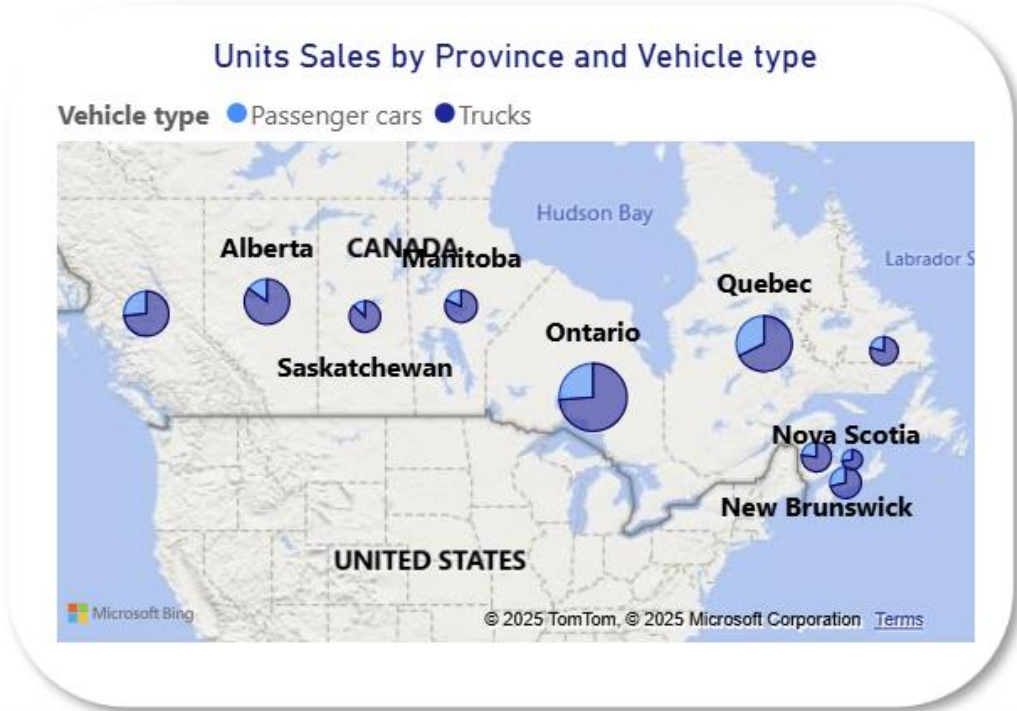 Units Sales by Province and Vehicle type
Vehicle type Passenger cars Trucks
Hudson Bay
Alberta
CANADA
Manitoba
Labrador S
Quebec
Ontario
Saskatchewan
Nova Scotia
New Brunswick
UNITED STATES
Microsoft Bing
© 2025 TomTom, © 2025 Microsoft Corporation Terms